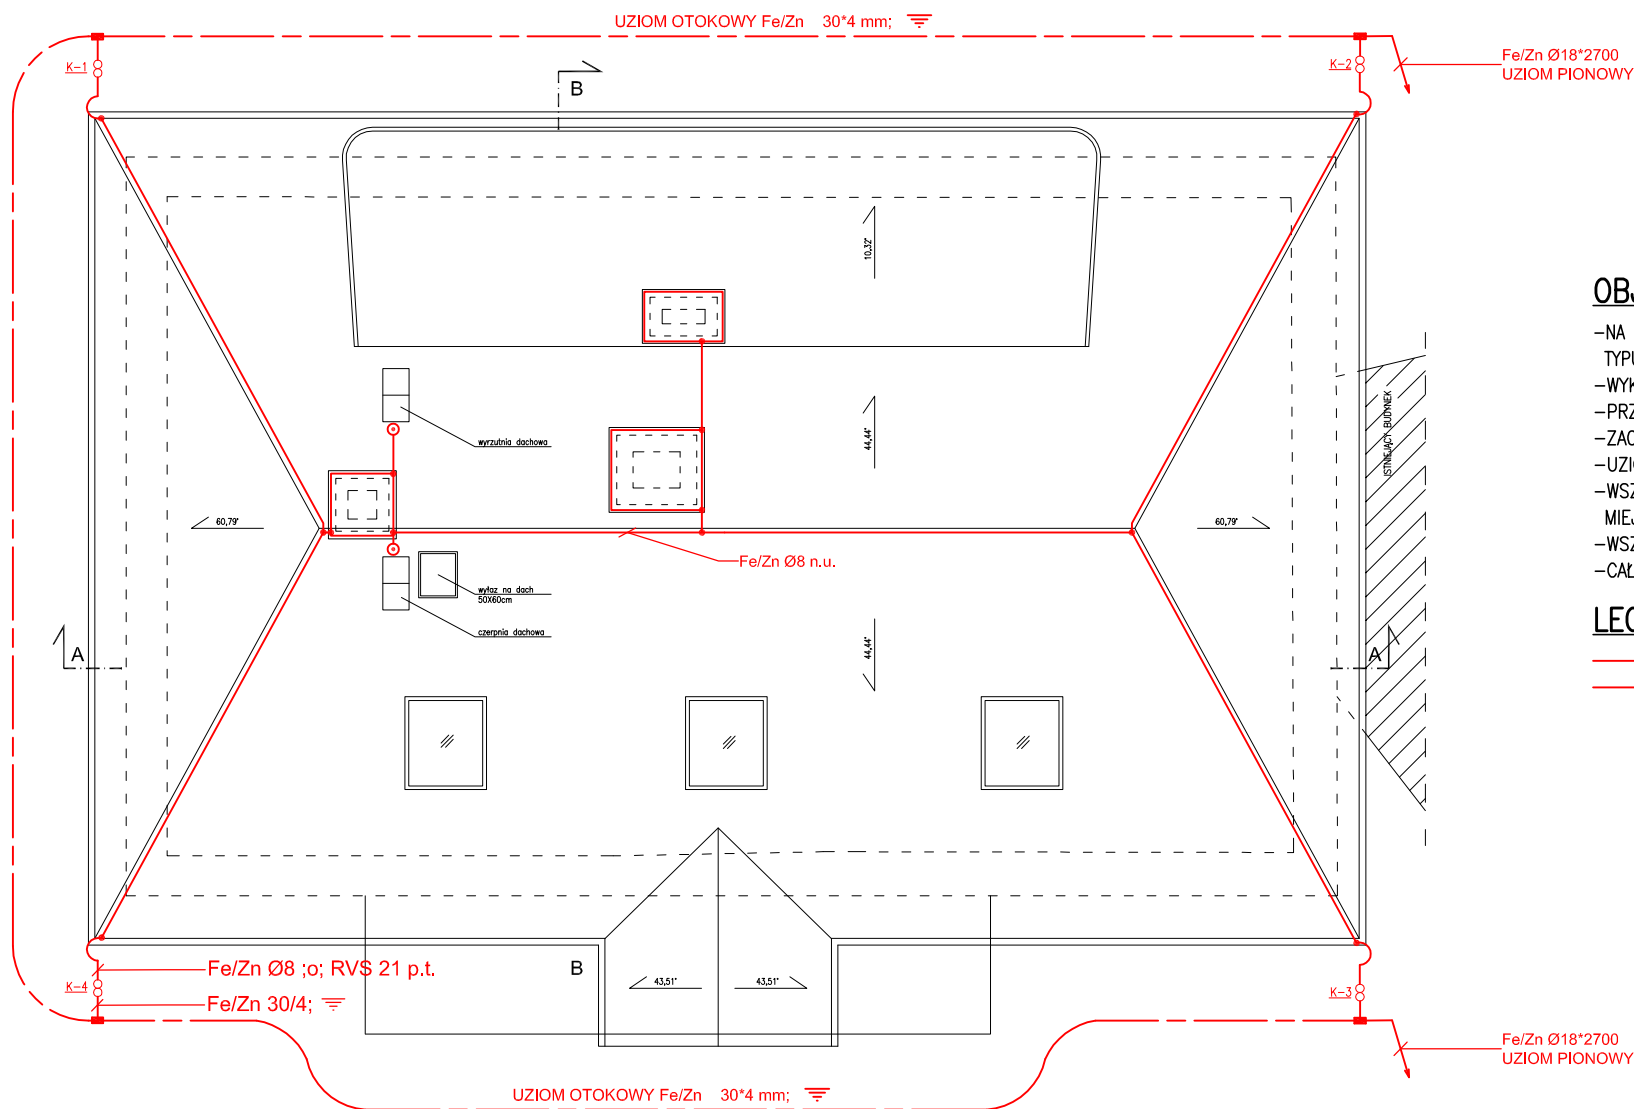 UZIOM OTOKOWY Fe/Zn 30*4 mm;
K-1
K-2
Fe/Zn Ø18*2700
UZIOM PIONOWY
B
10,32°
OBJ
-NA
TYPU
-WYK
-PRZ
-ZAC
-UZIO
-WSZ
MIEJ
-WSZ
-CAŁ
ISTNIEJĄCY BUDYNEK
wyrzutnia dachowa
44,44°
60,79°
60,79°
Fe/Zn Ø8 n.u.
wyłaz na dach
50X60cm
czerpnia dachowa
LEG
A
44,44°
A
Fe/Zn Ø8 ;o; RVS 21 p.t.
B
43,51°
43,51°
K-4
K-3
Fe/Zn 30/4;
Fe/Zn Ø18*2700
UZIOM PIONOWY
UZIOM OTOKOWY Fe/Zn 30*4 mm;